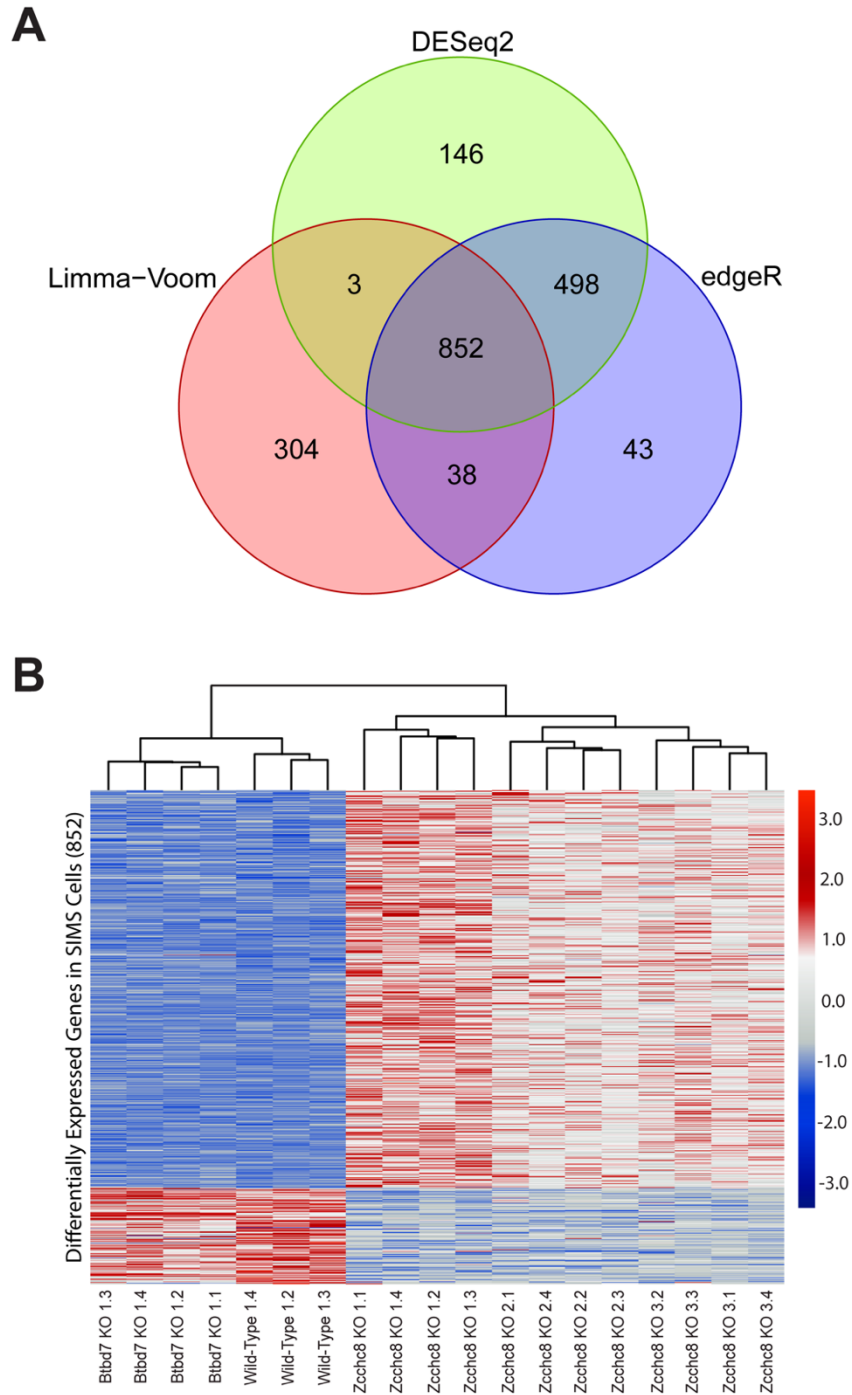 A
DESeq2
146
Limma−Voom
3
498
edgeR
852
304
38
43
B
Differentially Expressed Genes in SIMS Cells (852)
3.0
2.0
1.0
0.0
-1.0
-2.0
-3.0
Btbd7 KO 1.3
Btbd7 KO 1.4
Btbd7 KO 1.2
Btbd7 KO 1.1
Wild-Type 1.4
Wild-Type 1.2
Wild-Type 1.3
Zcchc8 KO 1.1
Zcchc8 KO 1.4
Zcchc8 KO 1.2
Zcchc8 KO 1.3
Zcchc8 KO 2.1
Zcchc8 KO 2.4
Zcchc8 KO 2.2
Zcchc8 KO 2.3
Zcchc8 KO 3.2
Zcchc8 KO 3.3
Zcchc8 KO 3.1
Zcchc8 KO 3.4